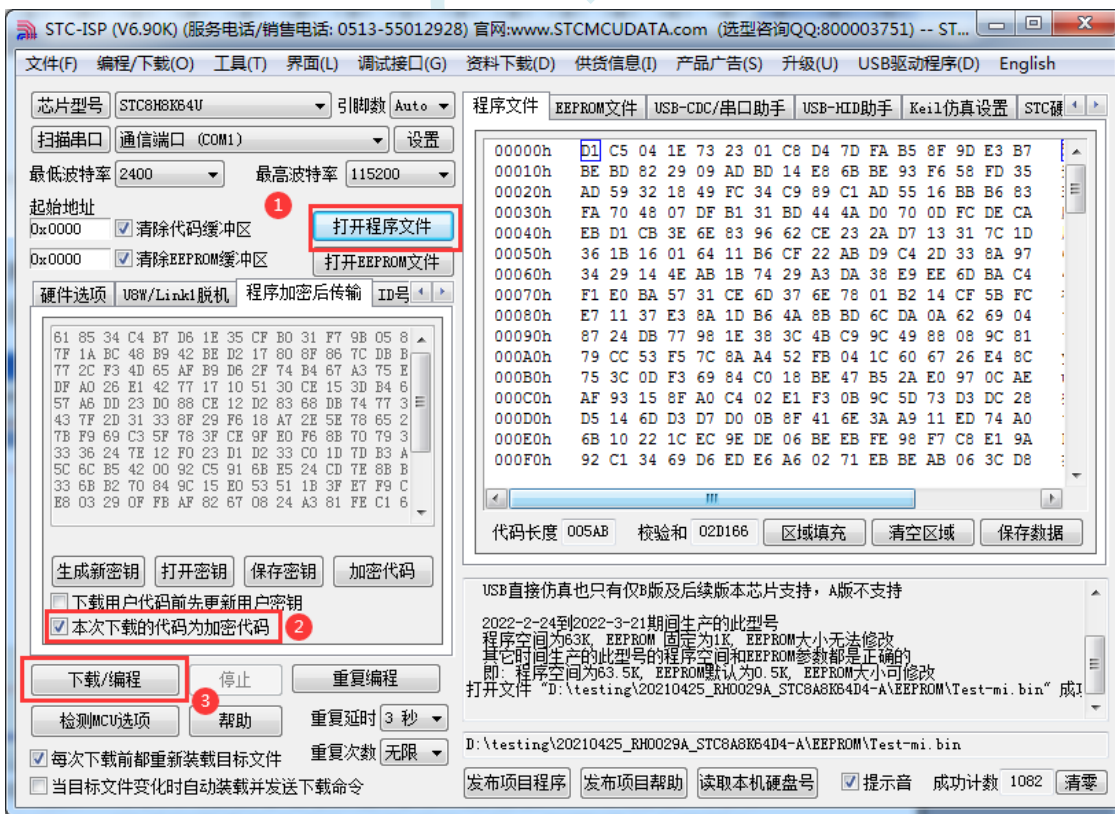 STC-ISP (V6.90K) (服务电话/销售电话: 0513-55012928) 官网:www.STCMCUDATA.com (选型咨询QQ:800003751) -- ST...
文件(F) 编程/下载(O) 工具(T) 界面(L) 调试接口(G) 资料下载(D) 供货信息(I) 产品广告(S) 升级(U) USB驱动程序(D) English
芯片型号 STC8H8K64U 引脚数 Auto
扫描串口 通信端口 (COM1) 设置
最低波特率 2400 最高波特率 115200
起始地址 1
0x0000 清除代码缓冲区 打开程序文件
0x0000 清除EEPROM缓冲区 打开EEPROM文件
硬件选项 U8W/Link1脱机 程序加密后传输 ID号
61 85 34 C4 B7 D6 1E 35 CF B0 31 F7 9B 05 8
7F 1A BC 48 B9 42 BE D2 17 80 8F 86 7C DB B
77 2C F3 4D 65 AF B9 D6 2F 74 B4 67 A3 75 E
DF A0 26 E1 42 77 17 10 51 30 CE 15 3D B4 6
57 A6 DD 23 D0 88 CE 12 D2 83 68 DB 74 77 3
43 7F 2D 31 33 8F 29 F6 18 A7 2E 5E 78 65 2
7B F9 69 C3 5F 78 3F CE 9F E0 F6 8B 70 79 3
33 36 24 7E 12 F0 23 D1 D2 33 C0 1D 7D B3 A
5C 6C B5 42 00 92 C5 91 6B E5 24 CD 7E 8B B
33 6B B2 70 84 9C 15 E0 53 51 1B 3F E7 F9 C
E8 03 29 0F FB AF 82 67 08 24 A3 81 FE C1 6
生成新密钥 打开密钥 保存密钥 加密代码
下载用户代码前先更新用户密钥
本次下载的代码为加密代码 2
下载/编程 停止 重复编程
3
检测MCU选项 帮助 重复延时 3 秒
每次下载前都重新装载目标文件 重复次数 无限
当目标文件变化时自动装载并发送下载命令
程序文件 EEPROM文件 USB-CDC/串口助手 USB-HID助手 Keil仿真设置 STC硬
00000h D1 C5 04 1E 73 23 01 C8 D4 7D FA B5 8F 9D E3 B7
00010h BE BD 82 29 09 AD BD 14 E8 6B BE 93 F6 58 FD 35
00020h AD 59 32 18 49 FC 34 C9 89 C1 AD 55 16 BB B6 83
00030h FA 70 48 07 DF B1 31 BD 44 4A D0 70 0D FC DE CA
00040h EB D1 CB 3E 6E 83 96 62 CE 23 2A D7 13 31 7C 1D
00050h 36 1B 16 01 64 11 B6 CF 22 AB D9 C4 2D 33 8A 97
00060h 34 29 14 4E AB 1B 74 29 A3 DA 38 E9 EE 6D BA C4
00070h F1 E0 BA 57 31 CE 6D 37 6E 78 01 B2 14 CF 5B FC
00080h E7 11 37 E3 8A 1D B6 4A 8B BD 6C DA 0A 62 69 04
00090h 87 24 DB 77 98 1E 38 3C 4B C9 9C 49 88 08 9C 81
000A0h 79 CC 53 F5 7C 8A A4 52 FB 04 1C 60 67 26 E4 8C
000B0h 75 3C 0D F3 69 84 C0 18 BE 47 B5 2A E0 97 0C AE
000C0h AF 93 15 8F A0 C4 02 E1 F3 0B 9C 5D 73 D3 DC 28
000D0h D5 14 6D D3 D7 D0 0B 8F 41 6E 3A A9 11 ED 74 A0
000E0h 6B 10 22 1C EC 9E DE 06 BE EB FE 98 F7 C8 E1 9A
000F0h 92 C1 34 69 D6 ED E6 A6 02 71 EB BE AB 06 3C D8
代码长度 005AB 校验和 02D166 区域填充 清空区域 保存数据
USB直接仿真也只有仅B版及后续版本芯片支持，A版不支持
2022-2-24到2022-3-21期间生产的此型号
程序空间为63K, EEPROM 固定为1K, EEPROM大小无法修改
其它时间生产的此型号的程序空间和EEPROM参数都是正确的
即: 程序空间为63.5K, EEPROM默认为0.5K, EEPROM大小可修改
打开文件 "D:\testing\20210425_RH0029A_STC8A8K64D4-A\EEPROM\Test-mi.bin" 成
D:\testing\20210425_RH0029A_STC8A8K64D4-A\EEPROM\Test-mi.bin
发布项目程序 发布项目帮助 读取本机硬盘号 提示音 成功计数 1082 清零